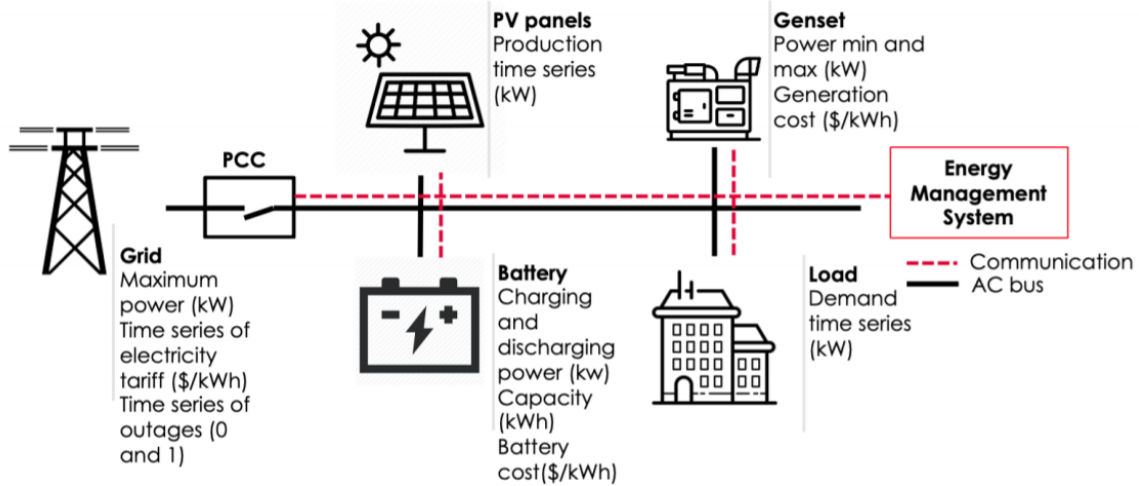 PV panels
Production
time series
(kW)
Genset
Power min and
max (kW)
Generation
cost ($/kWh)
PCC
Energy
Management
System
Grid
Maximum
power (kW)
Time series of
electricity
tariff ($/kWh)
Time series of
outages (0
and 1)
Battery
Charging
and
discharging
power (kw)
Capacity
(kWh)
Battery
cost($/kWh)
Load
Demand
time series
(kW)
Communication
AC bus